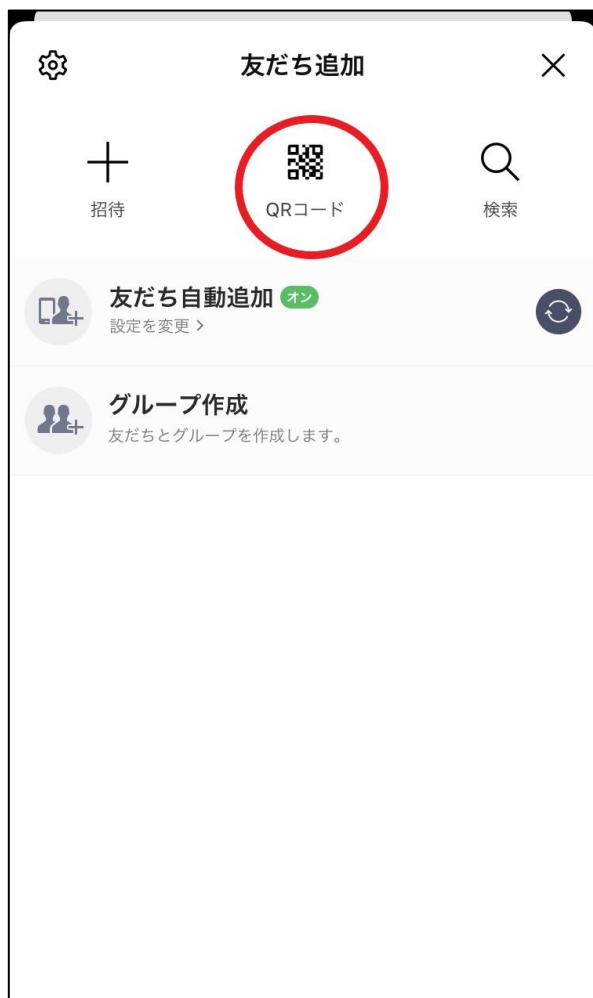 友だち追加
招待
QRコード
検索
友だち自動追加 オン
設定を変更 >
グループ作成
友だちとグループを作成します。